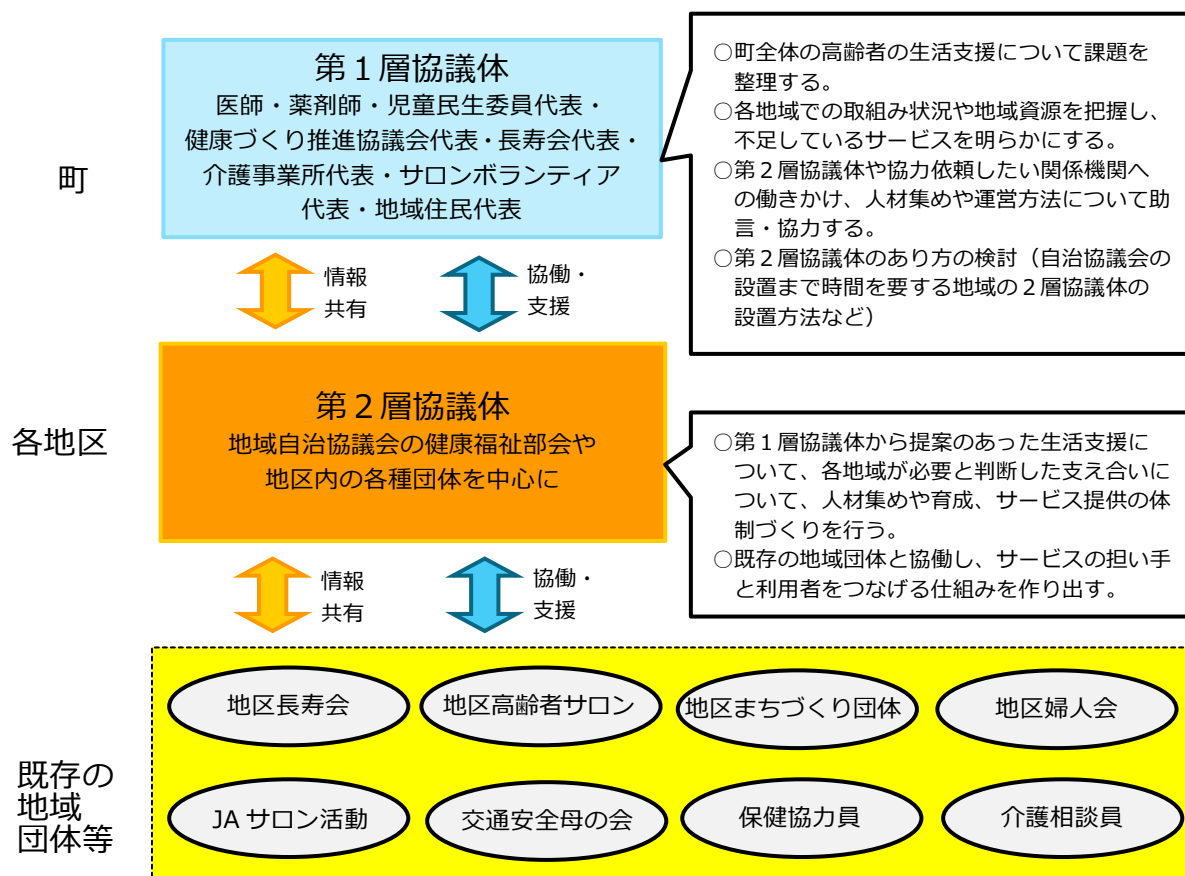 第１層協議体
医師・薬剤師・児童民生委員代表・
健康づくり推進協議会代表・長寿会代表・
介護事業所代表・サロンボランティア
代表・地域住民代表
町
○町全体の高齢者の生活支援について課題を
整理する。
○各地域での取組み状況や地域資源を把握し、
不足しているサービスを明らかにする。
○第２層協議体や協力依頼したい関係機関へ
の働きかけ、人材集めや運営方法について助
言・協力する。
○第２層協議体のあり方の検討（自治協議会の
設置まで時間を要する地域の２層協議体の
設置方法など）
情報
共有
協働・
支援
各地区
第２層協議体
地域自治協議会の健康福祉部会や
地区内の各種団体を中心に
○第１層協議体から提案のあった生活支援に
ついて、各地域が必要と判断した支え合いに
ついて、人材集めや育成、サービス提供の体
制づくりを行う。
○既存の地域団体と協働し、サービスの担い手
と利用者をつなげる仕組みを作り出す。
情報
共有
協働・
支援
既存の
地域
団体等
地区長寿会
地区高齢者サロン
地区まちづくり団体
地区婦人会
JA サロン活動
交通安全母の会
保健協力員
介護相談員